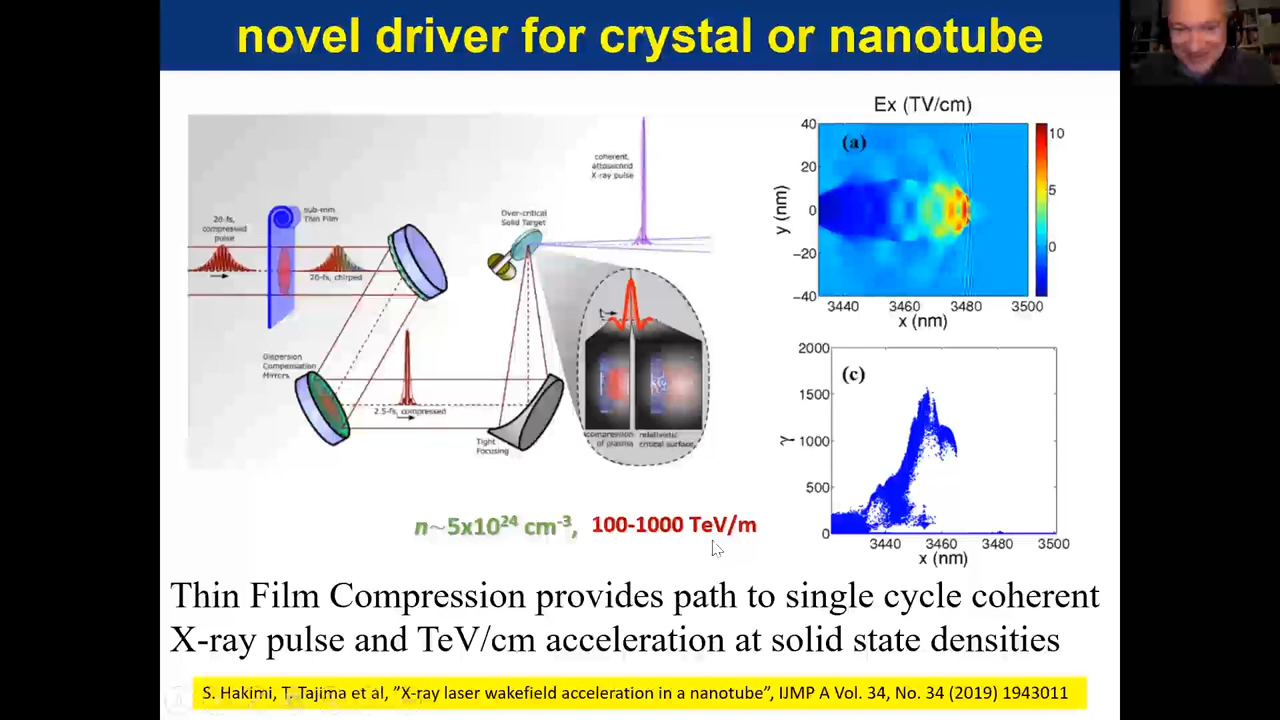 novel driver for crystal or nanotube
20-fs,
compressed
pulse
sub-mm
Thin Film
20-fs, chirped
Dispersion
Compensation
Mirrors
2.5-fs, compressed
Tight
Focusing
Over-critical
Solid Target
coherent,
attosecond
X-ray pulse
compression
of plasma
relativistic
critical surface,
Ex (TV/cm)
(a)
40
20
0
−20
−40
y (nm)
3440 3460 3480 3500
x (nm)
10
5
0
(c)
2000
1500
1000
500
0
γ
3440 3460 3480 3500
x (nm)
n~5x10²⁴ cm⁻³, 100-1000 TeV/m
Thin Film Compression provides path to single cycle coherent
X-ray pulse and TeV/cm acceleration at solid state densities
S. Hakimi, T. Tajima et al, ”X-ray laser wakefield acceleration in a nanotube”, IJMP A Vol. 34, No. 34 (2019) 1943011